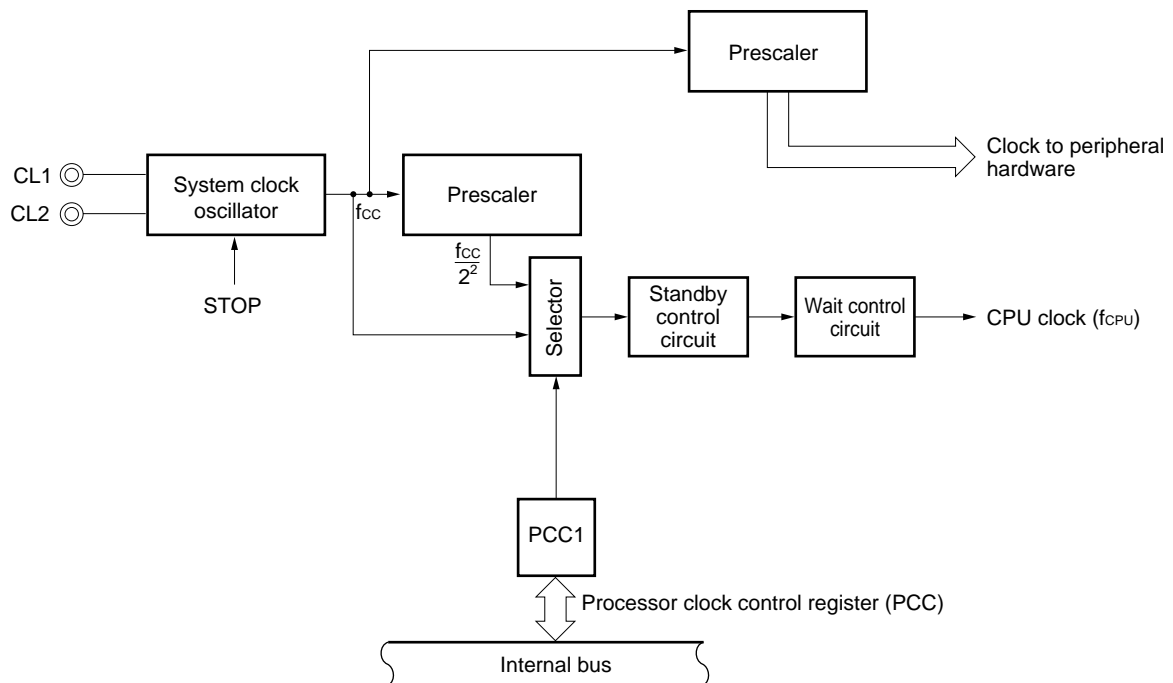 Prescaler
Clock to peripheral
hardware
CL1
CL2
System clock
oscillator
fCC
Prescaler
STOP
fCC
2²
Selector
Standby
control
circuit
Wait control
circuit
CPU clock (fCPU)
PCC1
Processor clock control register (PCC)
Internal bus